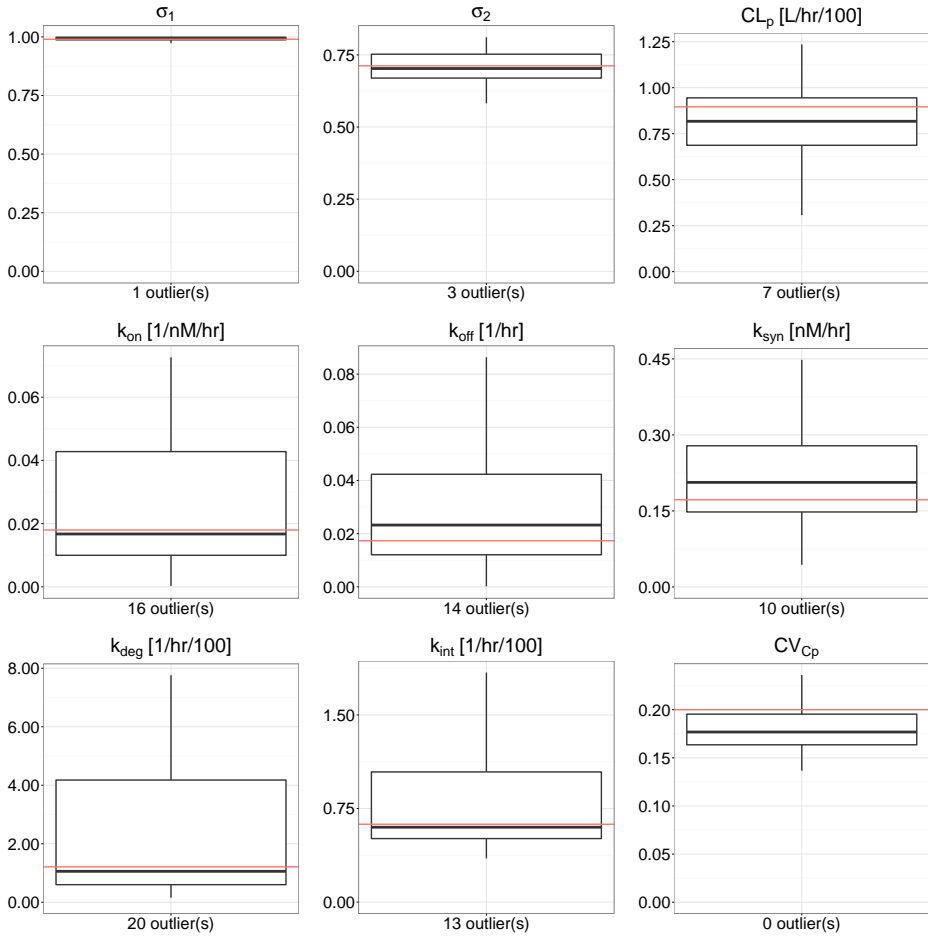 σ1 σ2 CLp [L/hr/100]
1.00 0.75 0.50 0.25 0.00
0.75 0.50 0.25 0.00
1.25 1.00 0.75 0.50 0.25 0.00
1 outlier(s) 3 outlier(s) 7 outlier(s)
kon [1/nM/hr] koff [1/hr] ksyn [nM/hr]
0.06 0.04 0.02 0.00
0.08 0.06 0.04 0.02 0.00
0.45 0.30 0.15 0.00
16 outlier(s) 14 outlier(s) 10 outlier(s)
kdeg [1/hr/100] kint [1/hr/100] CVCp
8.00 6.00 4.00 2.00 0.00
1.50 0.75 0.00
0.20 0.15 0.10 0.05 0.00
20 outlier(s) 13 outlier(s) 0 outlier(s)